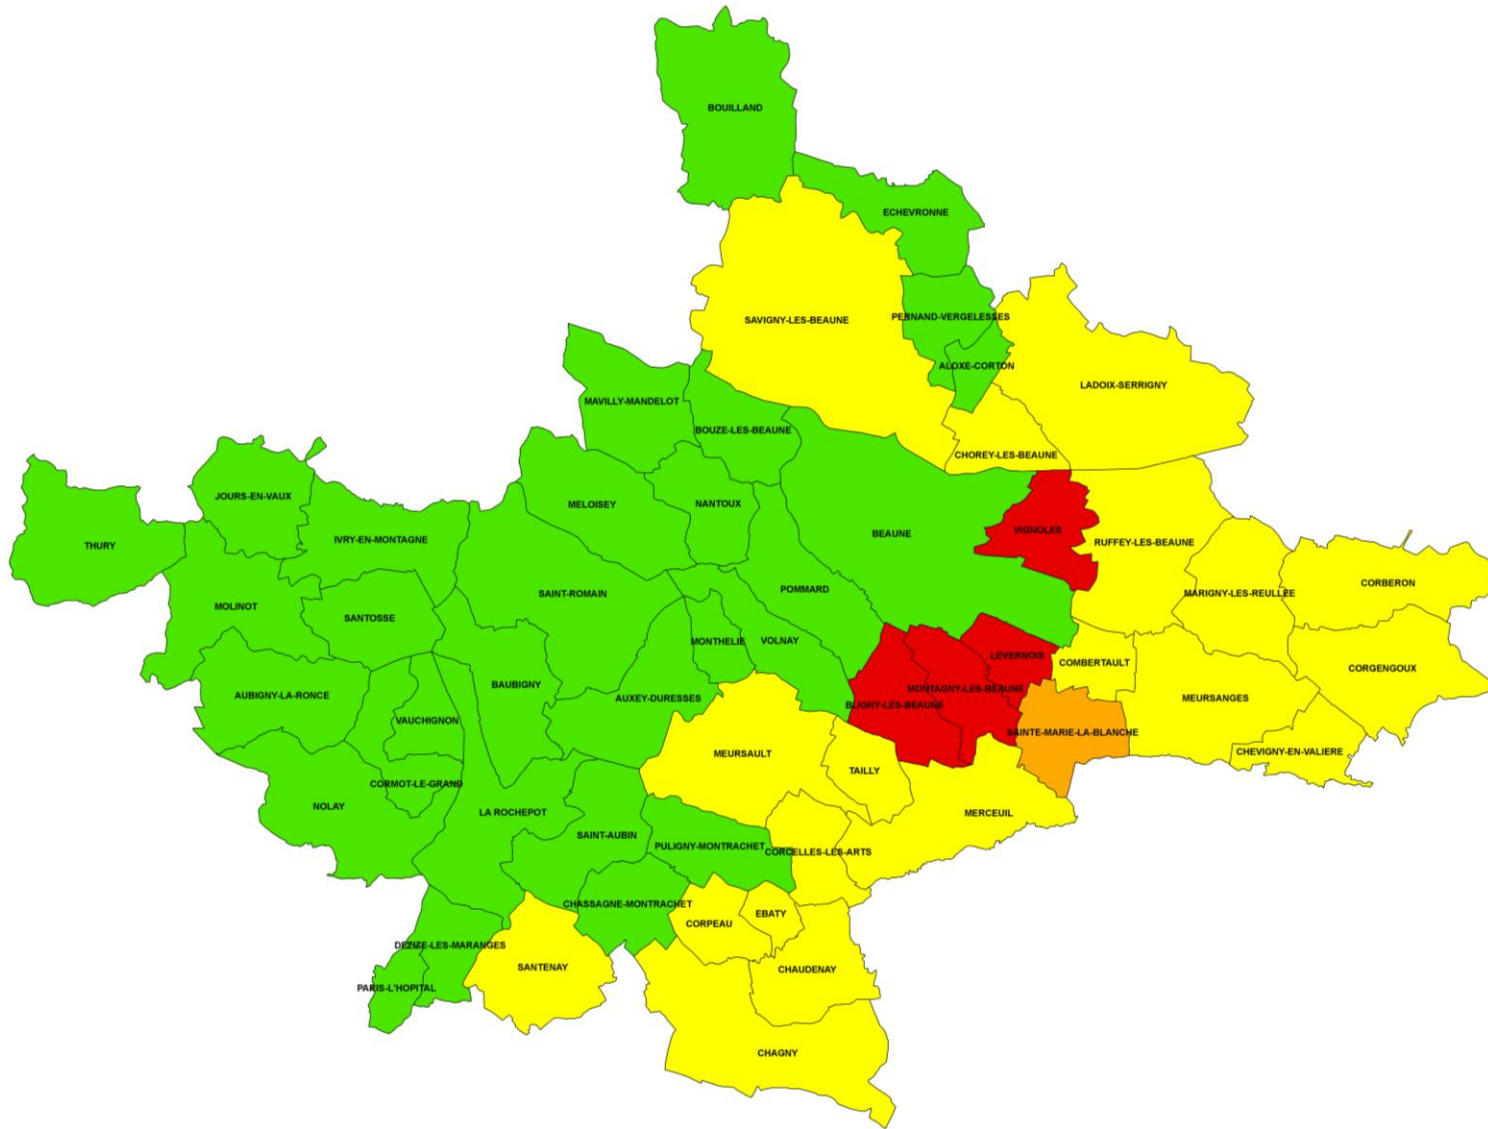 BOUILLAND
ECHEVRONNE
PERNAND-VERGELESSES
SAVIGNY-LES-BEAUNE
ALOXE-CORTON
LADOIX-SERRIGNY
MAVILLY-MANDELOT
BOUZE-LES-BEAUNE
CHOREY-LES-BEAUNE
JOURS-EN-VAUX
MELOISEY
NANTOUX
THURY
IVRY-EN-MONTAGNE
BEAUNE
VIGNOLES
RUFFEY-LES-BEAUNE
CORBERON
MOLINOT
SANTOSSE
SAINT-ROMAIN
POMMARD
MARIGNY-LES-REULLEE
MONTHELIE
VOLNAY
LEVERNOIS
COMBERTAULT
CORGENGOUX
AUBIGNY-LA-RONCE
BAUBIGNY
AUXEY-DURESSES
MONTAGNY-LES-BEAUNE
BLIGNY-LES-BEAUNE
MEURSANGES
VAUCHIGNON
SAINTE-MARIE-LA-BLANCHE
MEURSAULT
TAILLY
CHEVIGNY-EN-VALIERE
CORMOT-LE-GRAND
NOLAY
LA ROCHEPOT
MERCEUIL
SAINT-AUBIN
PULIGNY-MONTRACHET
CORCELLES-LES-ARTS
CHASSAGNE-MONTRACHET
CORPEAU
EBATY
DEZIZE-LES-MARANGES
SANTENAY
CHAUDENAY
PARIS-L'HOPITAL
CHAGNY